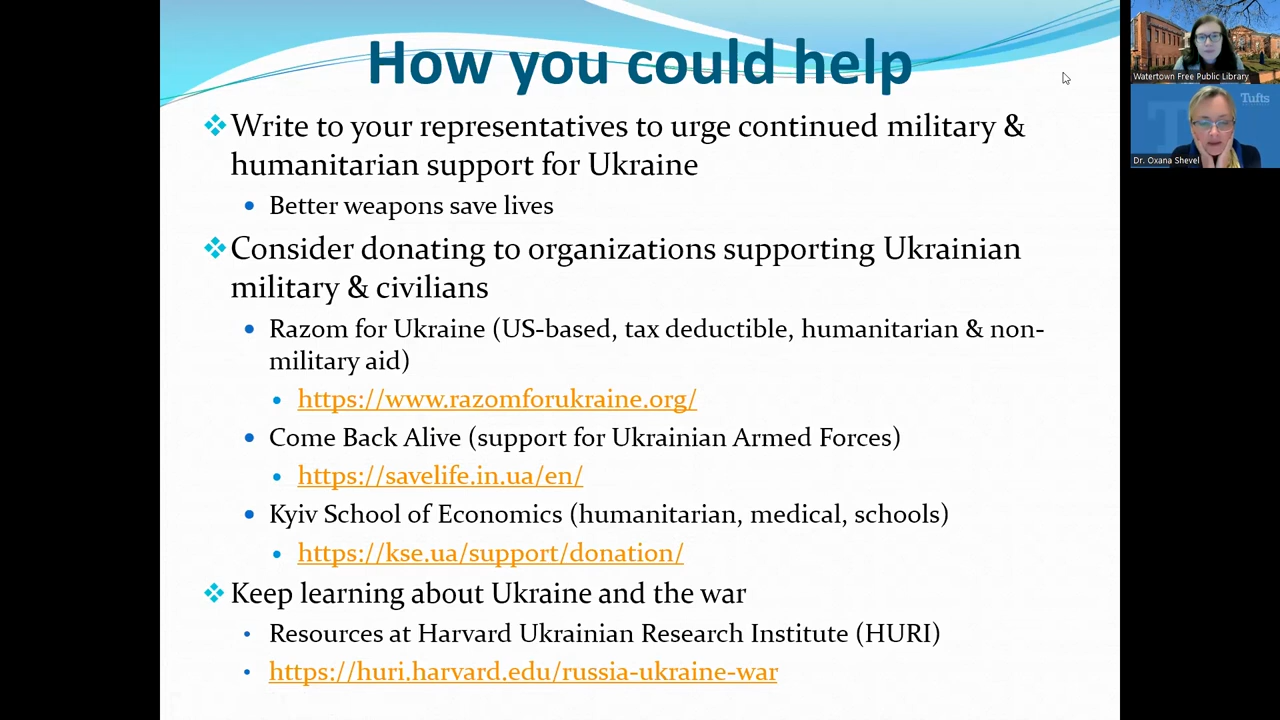 How you could help
Write to your representatives to urge continued military &
humanitarian support for Ukraine
Better weapons save lives
Consider donating to organizations supporting Ukrainian
military & civilians
Razom for Ukraine (US-based, tax deductible, humanitarian & non-
military aid)
https://www.razomforukraine.org/
Come Back Alive (support for Ukrainian Armed Forces)
https://savelife.in.ua/en/
Kyiv School of Economics (humanitarian, medical, schools)
https://kse.ua/support/donation/
Keep learning about Ukraine and the war
Resources at Harvard Ukrainian Research Institute (HURI)
https://huri.harvard.edu/russia-ukraine-war
Watertown Free Public Library
Tufts
Dr. Oxana Shevel